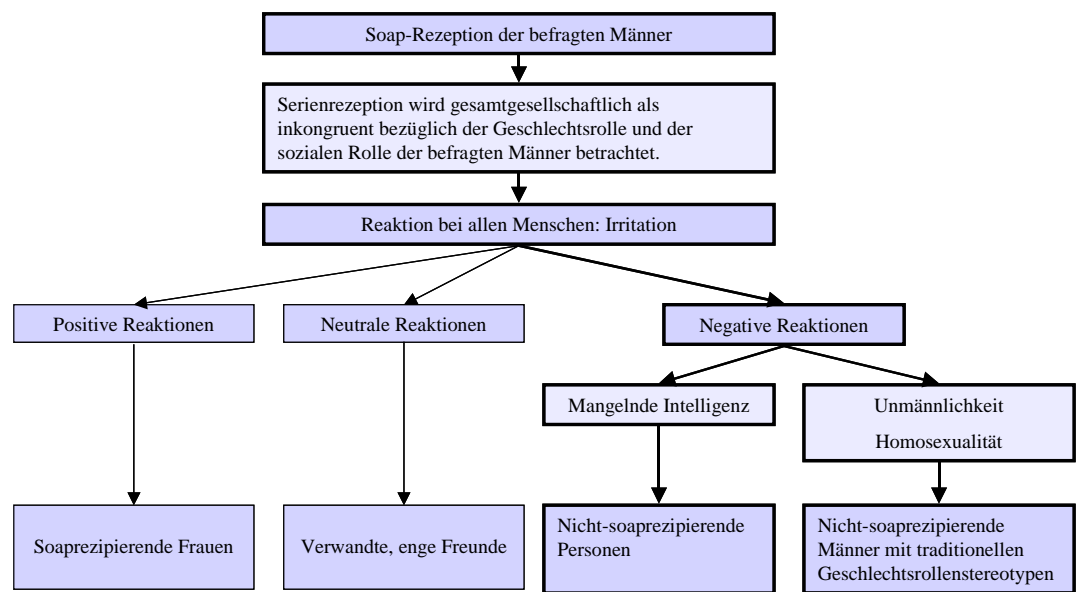 Soap-Rezeption der befragten Männer
Serienrezeption wird gesamtgesellschaftlich als
inkongruent bezüglich der Geschlechtsrolle und der
sozialen Rolle der befragten Männer betrachtet.
Reaktion bei allen Menschen: Irritation
Positive Reaktionen
Neutrale Reaktionen
Negative Reaktionen
Mangelnde Intelligenz
Unmännlichkeit
Homosexualität
Soaprezipierende Frauen
Verwandte, enge Freunde
Nicht-soaprezipierende
Personen
Nicht-soaprezipierende
Männer mit traditionellen
Geschlechtsrollenstereotypen